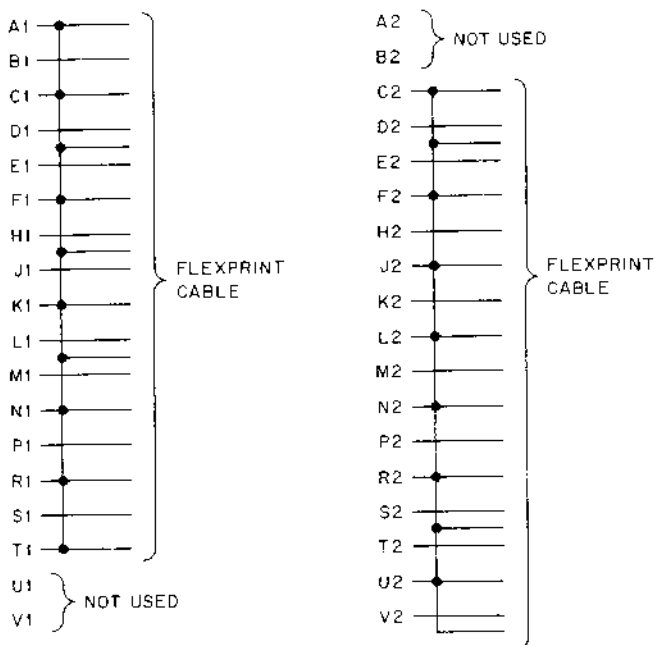 A1
B1
C1
D1
E1
F1
H1
J1
K1
L1
M1
N1
P1
R1
S1
T1
FLEXPRINT
CABLE
U1
V1
NOT USED
A2
B2
NOT USED
C2
D2
E2
F2
H2
J2
K2
L2
M2
N2
P2
R2
S2
T2
U2
V2
FLEXPRINT
CABLE